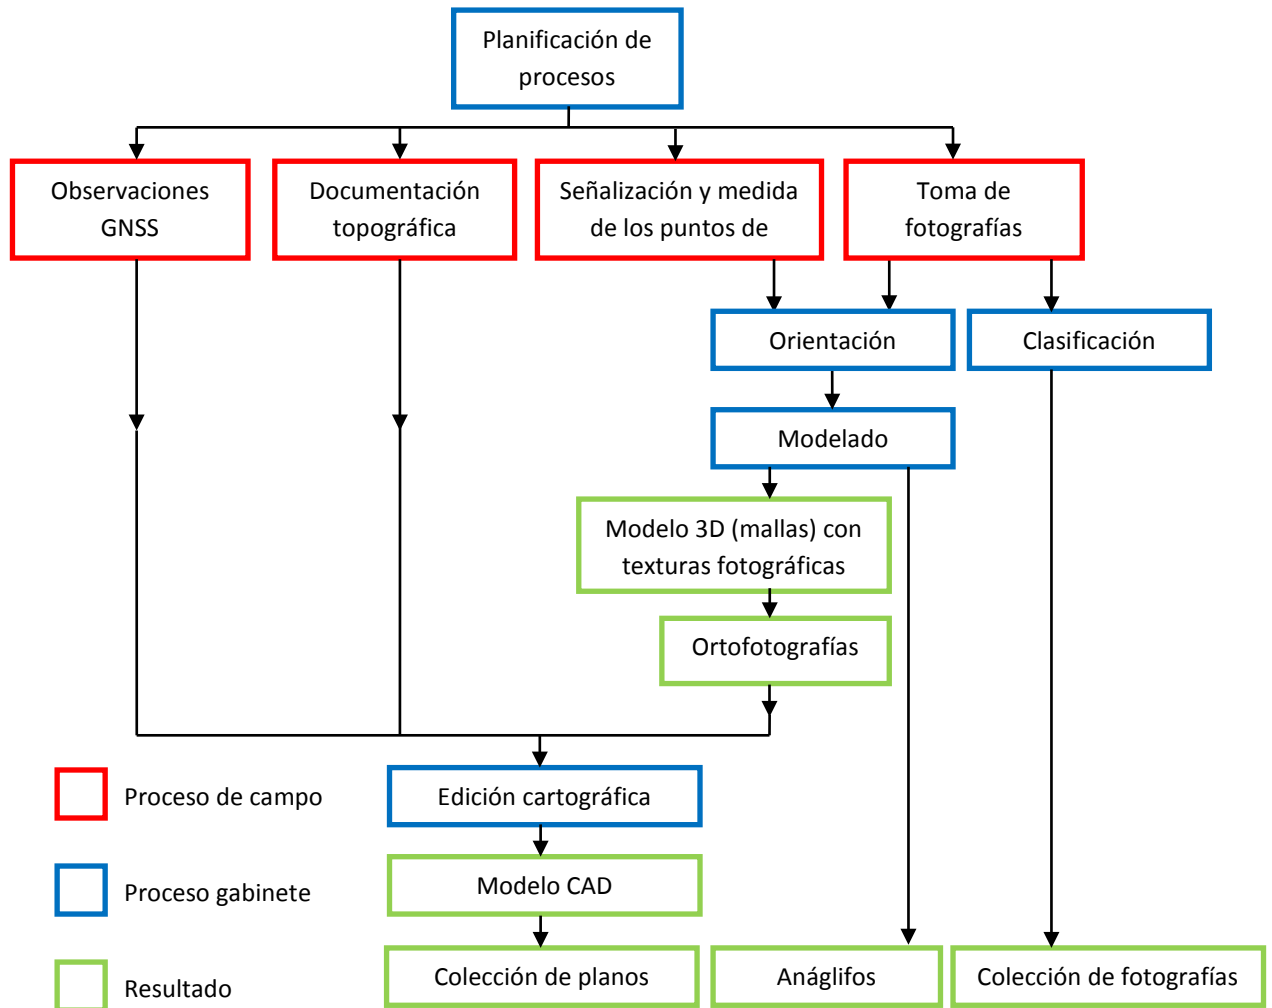 Planificación de
procesos
Observaciones
GNSS
Documentación
topográfica
Señalización y medida
de los puntos de
Toma de
fotografías
Orientación
Clasificación
Modelado
Modelo 3D (mallas) con
texturas fotográficas
Ortofotografías
Edición cartográfica
Modelo CAD
Colección de planos
Anáglifos
Colección de fotografías
Proceso de campo
Proceso gabinete
Resultado